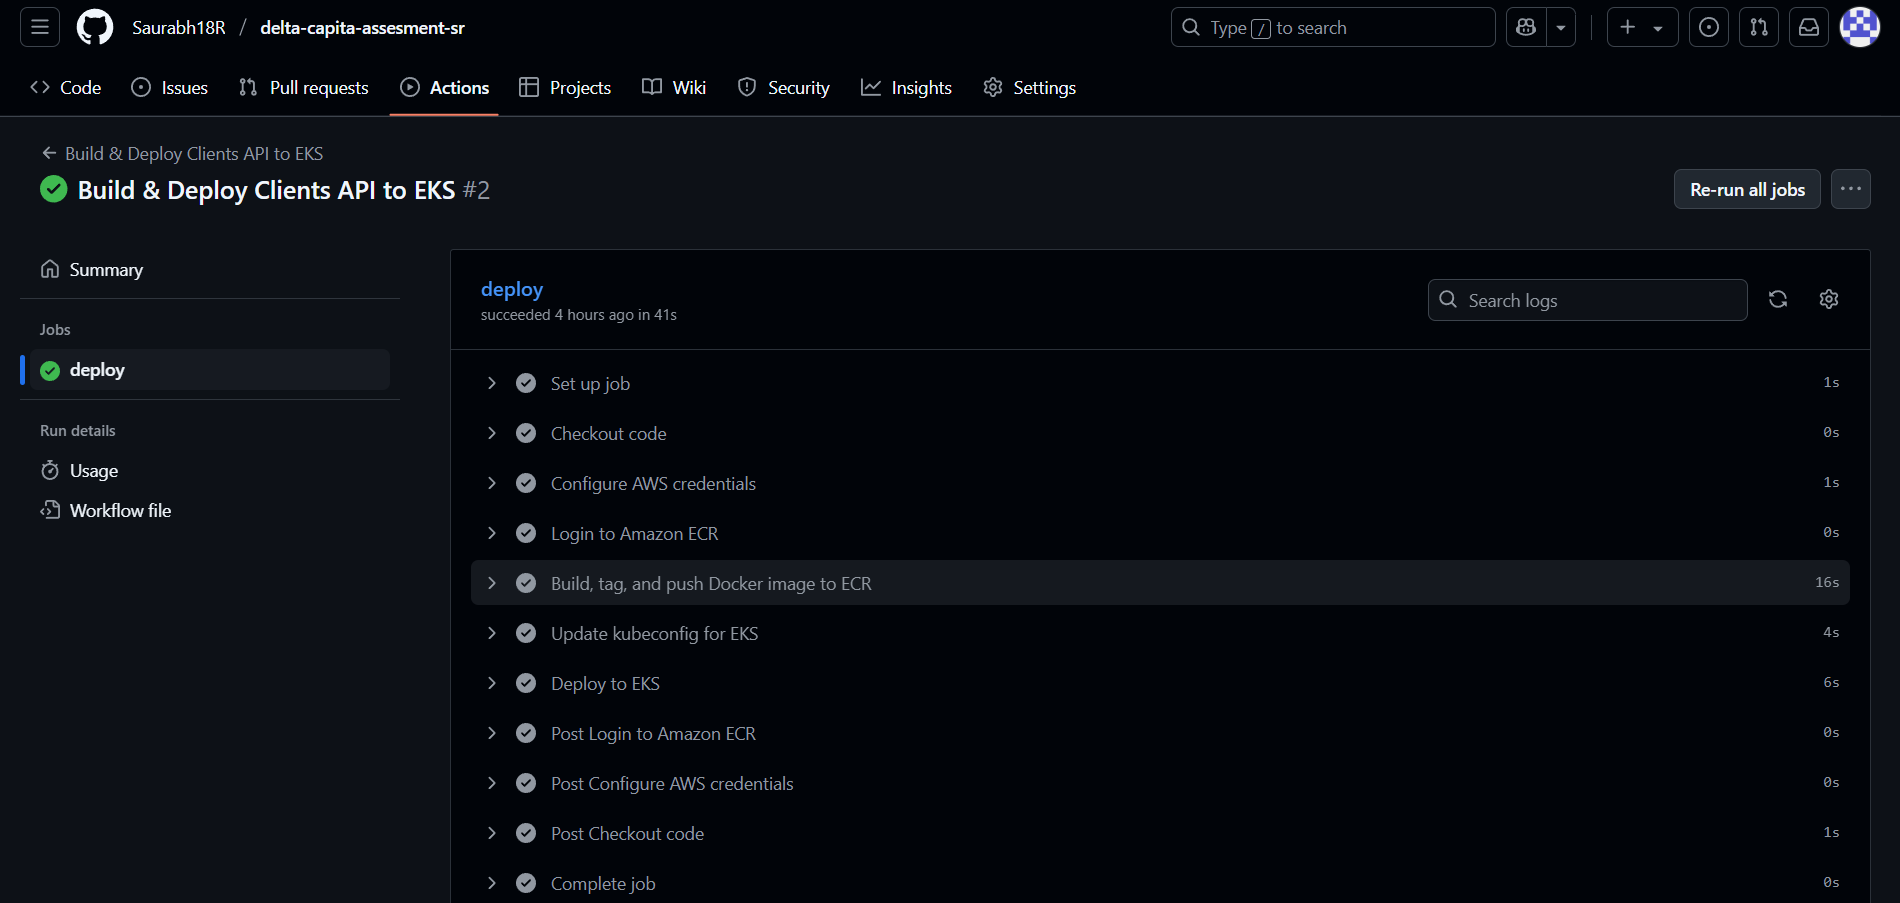 Saurabh18R / delta-capita-assesment-sr
Type / to search
Code
Issues
Pull requests
Actions
Projects
Wiki
Security
Insights
Settings
Build & Deploy Clients API to EKS
Build & Deploy Clients API to EKS #2
Re-run all jobs
Summary
Jobs
deploy
Run details
Usage
Workflow file
deploy
succeeded 4 hours ago in 41s
Search logs
Set up job 1s
Checkout code 0s
Configure AWS credentials 1s
Login to Amazon ECR 0s
Build, tag, and push Docker image to ECR 16s
Update kubeconfig for EKS 4s
Deploy to EKS 6s
Post Login to Amazon ECR 0s
Post Configure AWS credentials 0s
Post Checkout code 1s
Complete job 0s